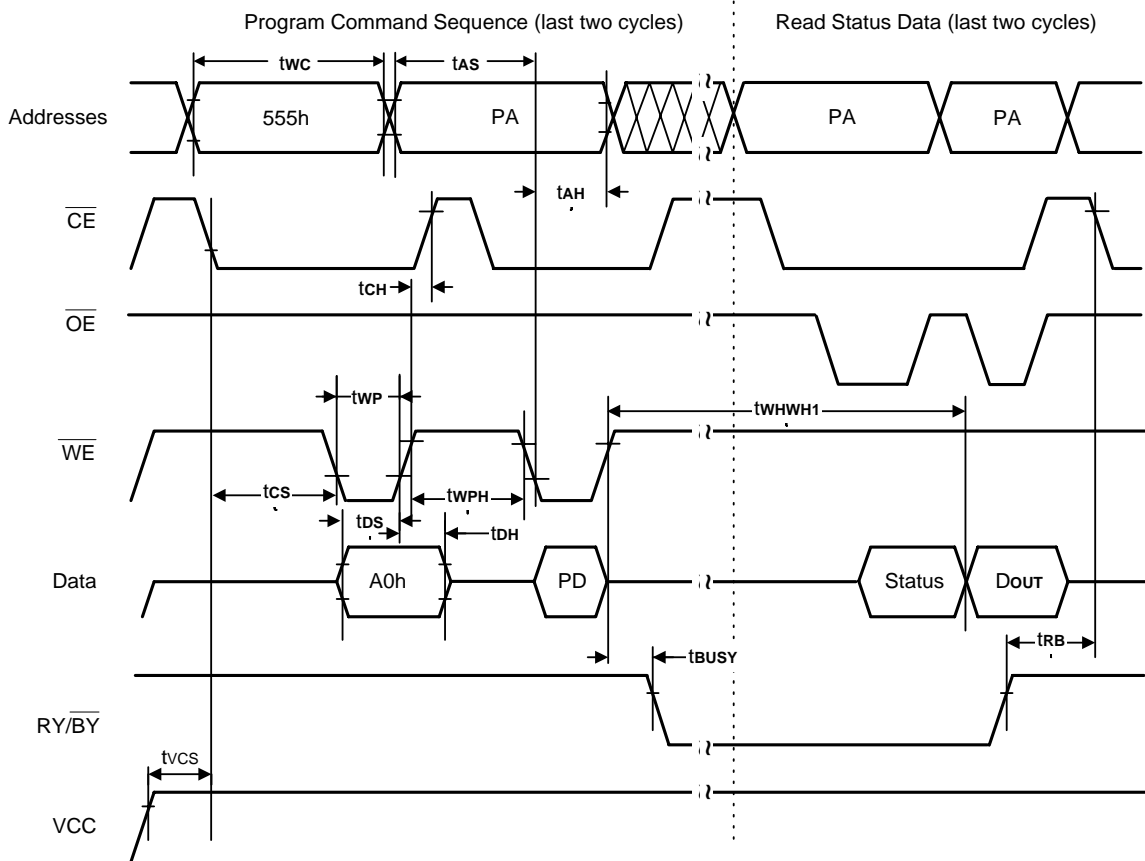 Program Command Sequence (last two cycles)
Read Status Data (last two cycles)
tWC
tAS
Addresses
555h
PA
PA
PA
tAH
CE
tCH
OE
tWP
tWHWH1
WE
tCS
tWPH
tDS
tDH
Data
A0h
PD
Status
DOUT
tBUSY
tRB
RY/BY
tVCS
VCC